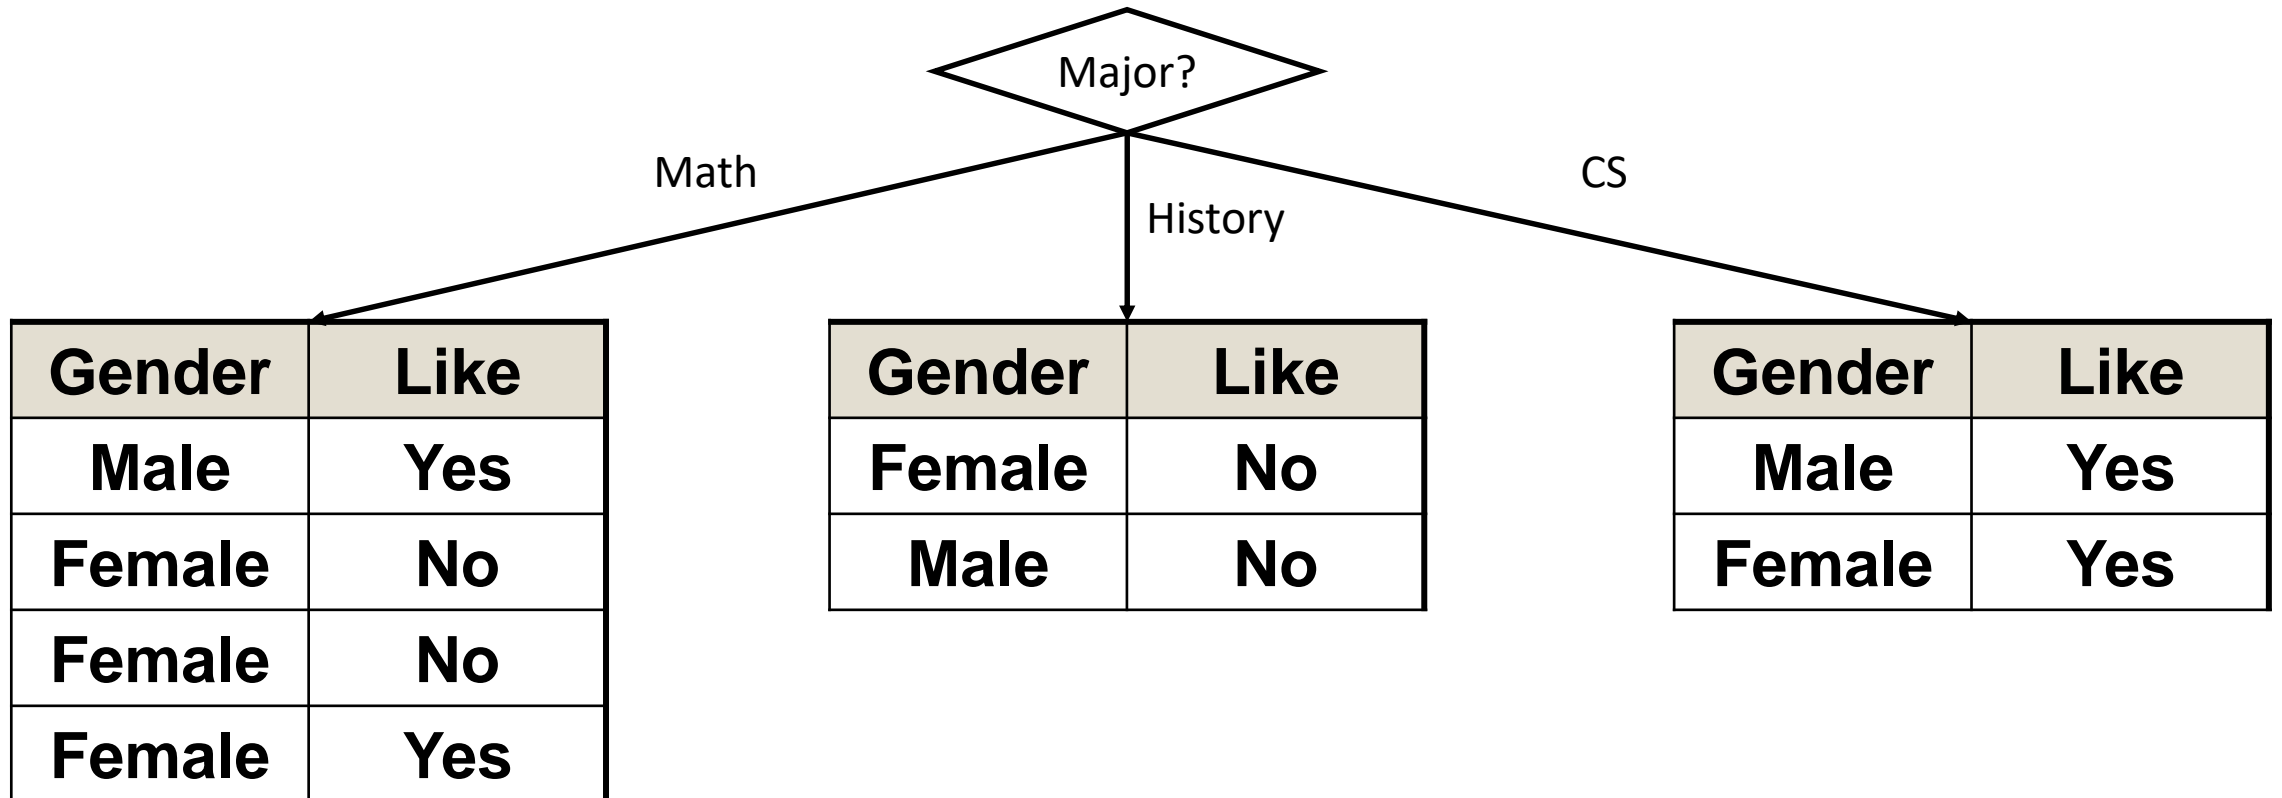 Major?
Math
History
CS
Gender Like
Male Yes
Female No
Female No
Female Yes
Gender Like
Female No
Male No
Gender Like
Male Yes
Female Yes